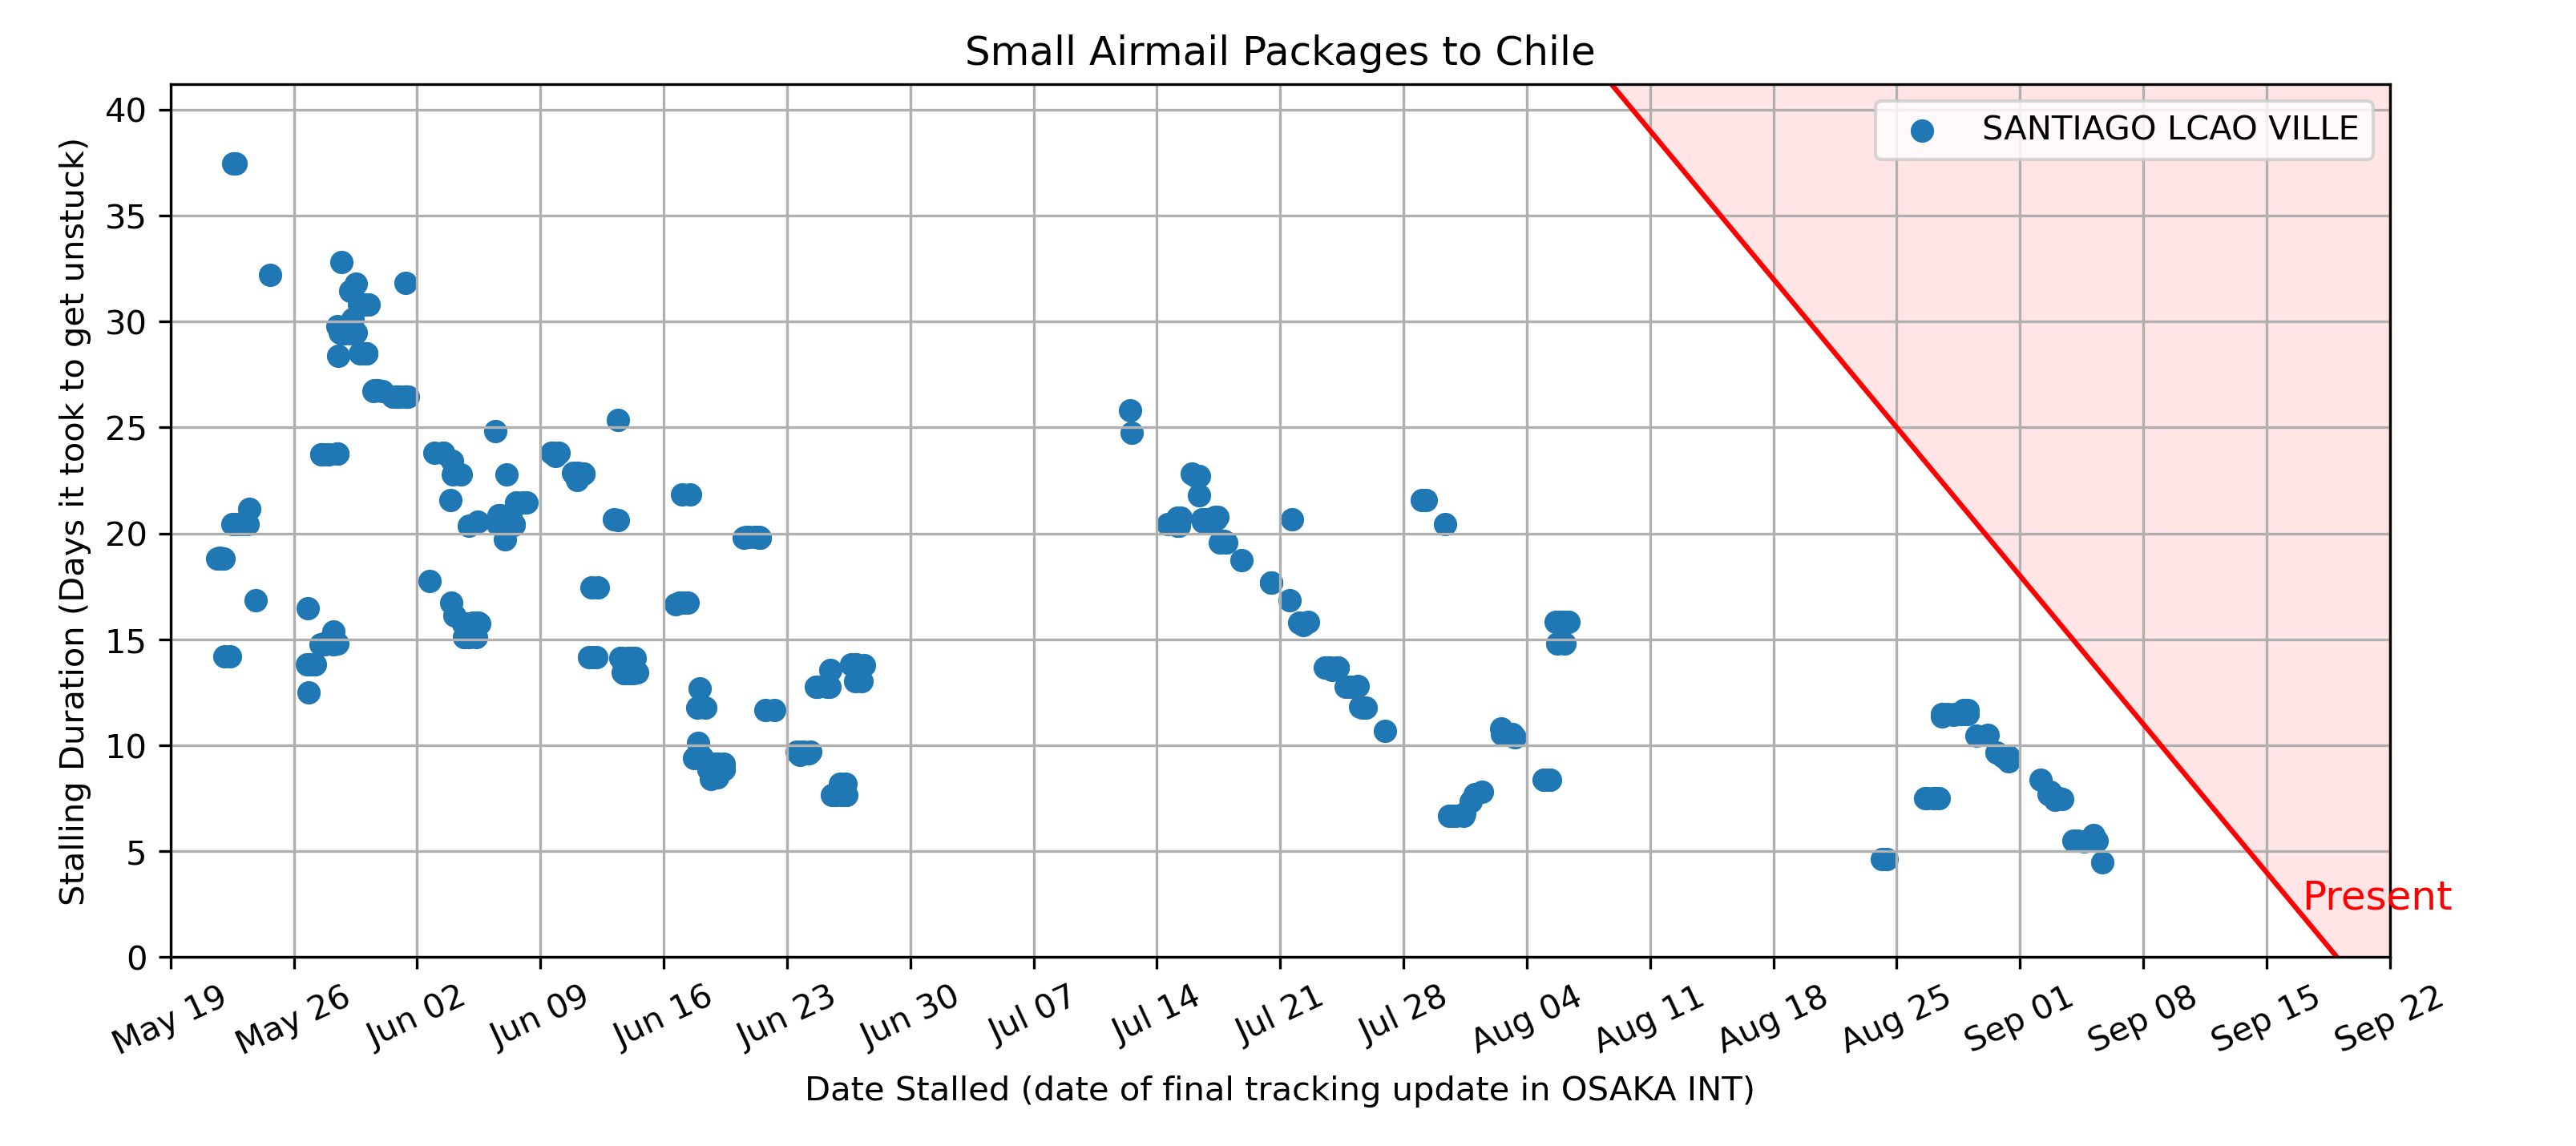 Small Airmail Packages to Chile
SANTIAGO LCAO VILLE
Stalling Duration (Days it took to get unstuck)
40
35
30
25
20
15
10
5
0
Present
May 19
May 26
Jun 02
Jun 09
Jun 16
Jun 23
Jun 30
Jul 07
Jul 14
Jul 21
Jul 28
Aug 04
Aug 11
Aug 18
Aug 25
Sep 01
Sep 08
Sep 15
Sep 22
Date Stalled (date of final tracking update in OSAKA INT)